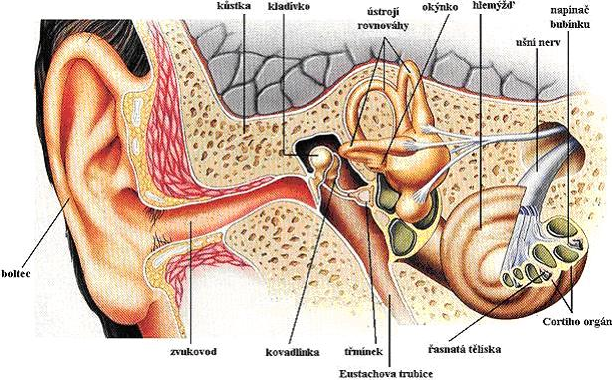 kůstka
kladívko
ústrojí
rovnováhy
okýnko
hlemýžď
napínač
bubínku
ušní nerv
boltec
zvukovod
kovadlinka
třmínek
Eustachova trubice
řasnatá tělíska
Cortiho orgán